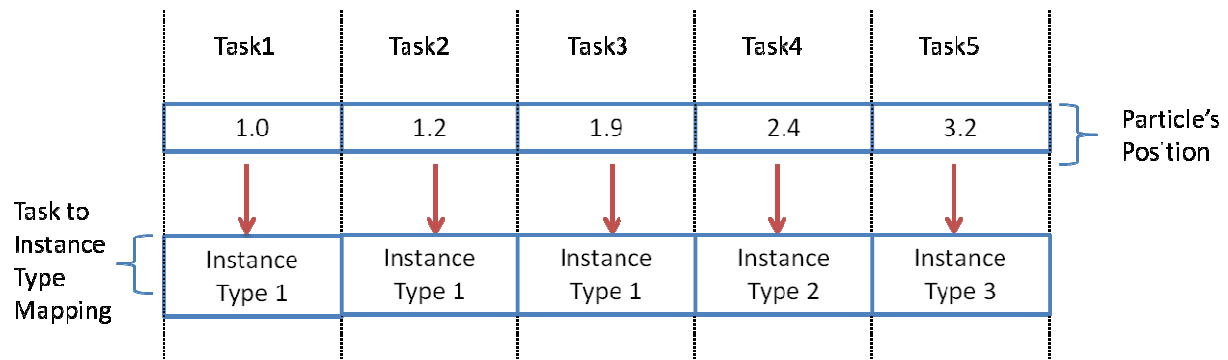 Task1 Task2 Task3 Task4 Task5
1.0 1.2 1.9 2.4 3.2
Particle's
Position
Task to
Instance
Type
Mapping
Instance
Type 1
Instance
Type 1
Instance
Type 1
Instance
Type 2
Instance
Type 3